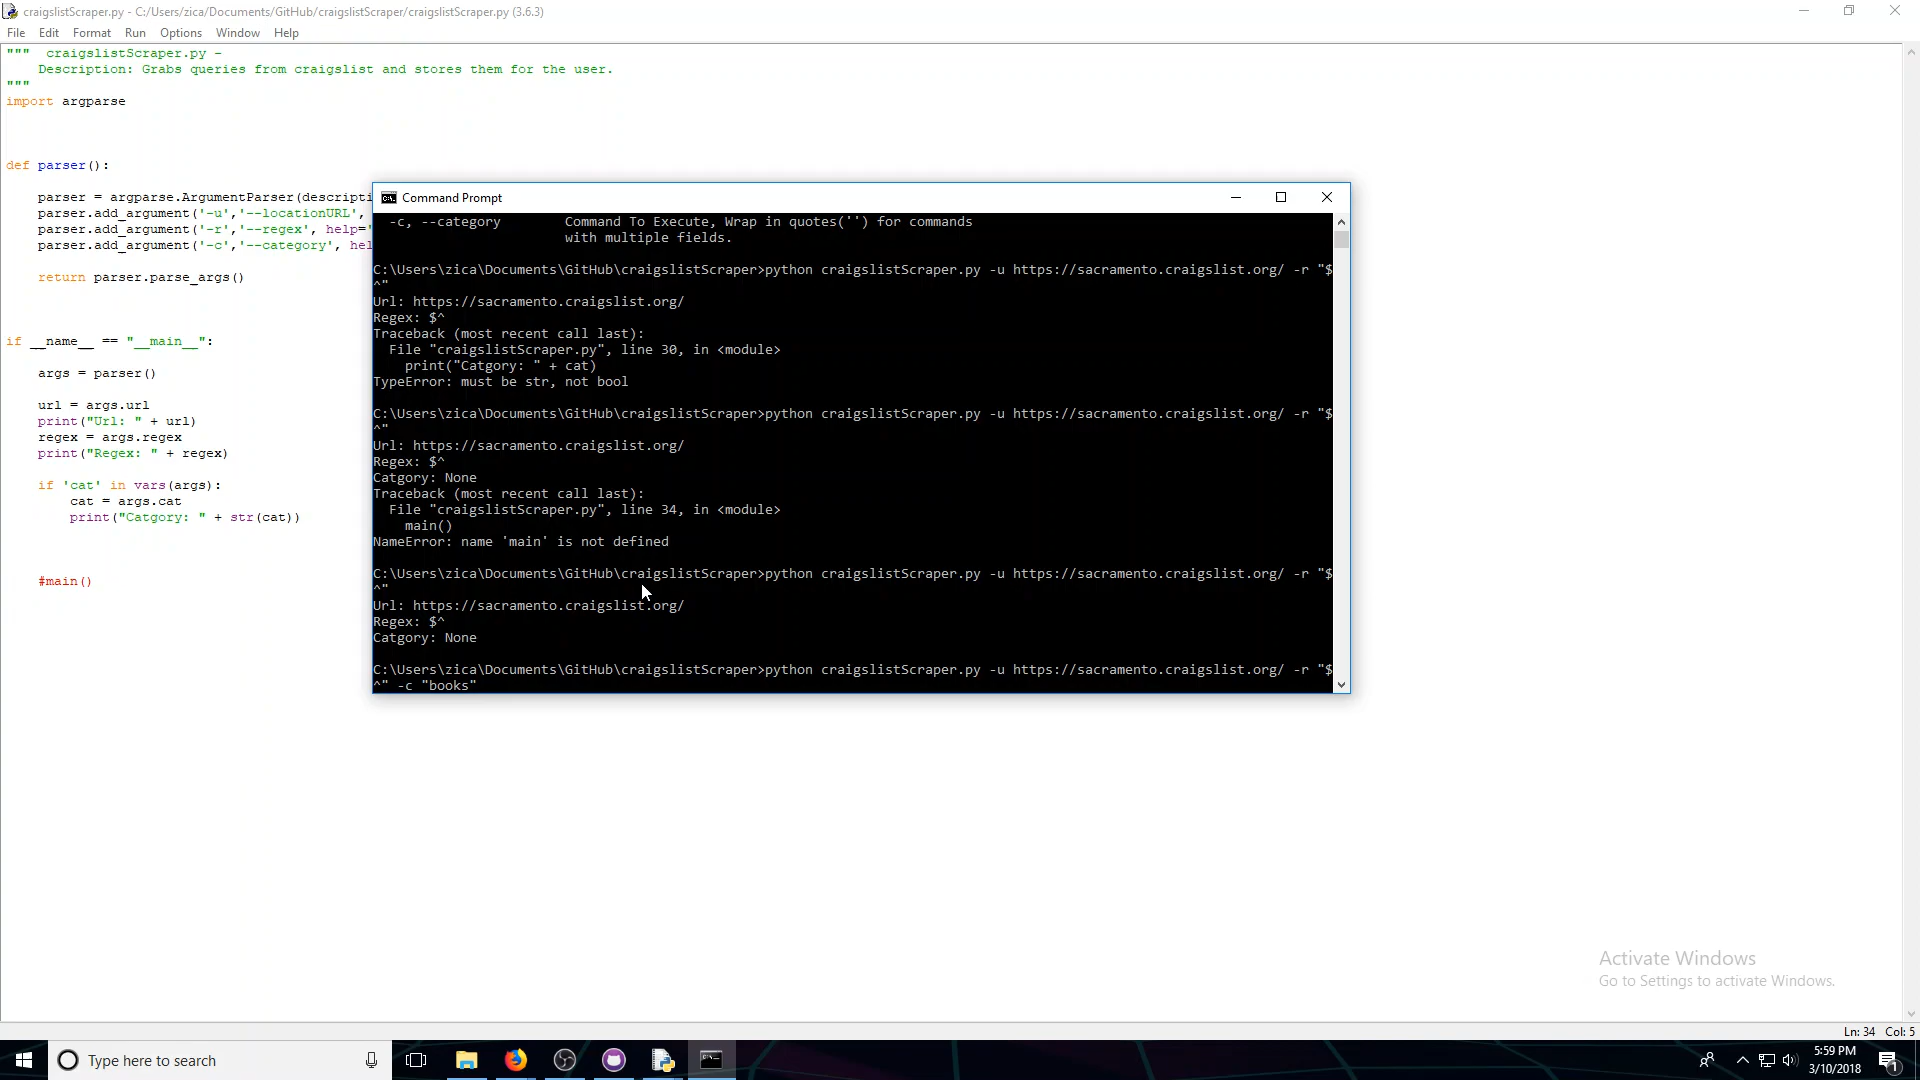 craigslistScraper.py - C:/Users/zica/Documents/GitHub/craigslistScraper/craigslistScraper.py (3.6.3)
File Edit Format Run Options Window Help
""" craigslistScraper.py -
Description: Grabs queries from craigslist and stores them for the user.
"""
import argparse
def parser():
parser = argparse.ArgumentParser(descripti
parser.add_argument('-u','--locationURL',
parser.add_argument('-r','--regex', help='
parser.add_argument('-c','--category', hel
return parser.parse_args()
if __name__ == "__main__":
args = parser()
url = args.url
print("Url: " + url)
regex = args.regex
print("Regex: " + regex)
if 'cat' in vars(args):
cat = args.cat
print("Catgory: " + str(cat))
#main()
Command Prompt
-c, --category Command To Execute, Wrap in quotes('') for commands
with multiple fields.
C:\Users\zica\Documents\GitHub\craigslistScraper>python craigslistScraper.py -u https://sacramento.craigslist.org/ -r "$
^"
Url: https://sacramento.craigslist.org/
Regex: $^
Traceback (most recent call last):
File "craigslistScraper.py", line 30, in <module>
print("Catgory: " + cat)
TypeError: must be str, not bool
C:\Users\zica\Documents\GitHub\craigslistScraper>python craigslistScraper.py -u https://sacramento.craigslist.org/ -r "$
^"
Url: https://sacramento.craigslist.org/
Regex: $^
Catgory: None
Traceback (most recent call last):
File "craigslistScraper.py", line 34, in <module>
main()
NameError: name 'main' is not defined
C:\Users\zica\Documents\GitHub\craigslistScraper>python craigslistScraper.py -u https://sacramento.craigslist.org/ -r "$
^"
Url: https://sacramento.craigslist.org/
Regex: $^
Catgory: None
C:\Users\zica\Documents\GitHub\craigslistScraper>python craigslistScraper.py -u https://sacramento.craigslist.org/ -r "$
^" -c "books"
Activate Windows
Go to Settings to activate Windows.
Ln: 34 Col: 5
Type here to search
5:59 PM
3/10/2018
1